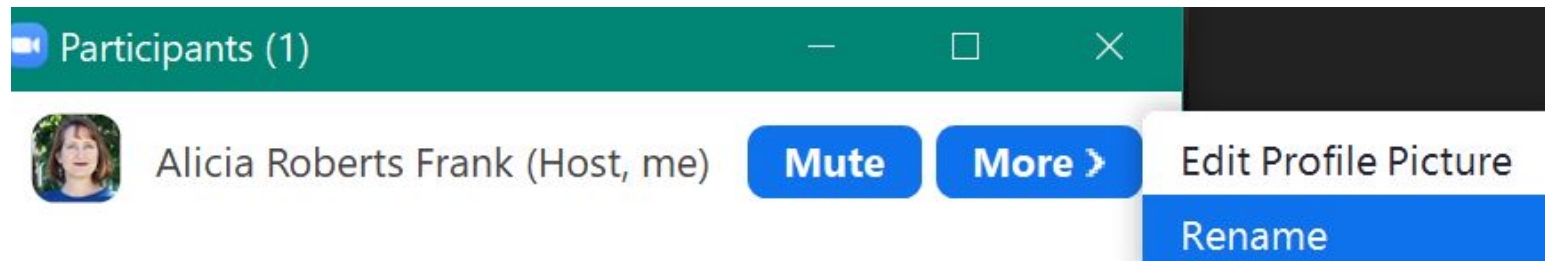 Participants (1)
Alicia Roberts Frank (Host, me) Mute More > Edit Profile Picture
Rename